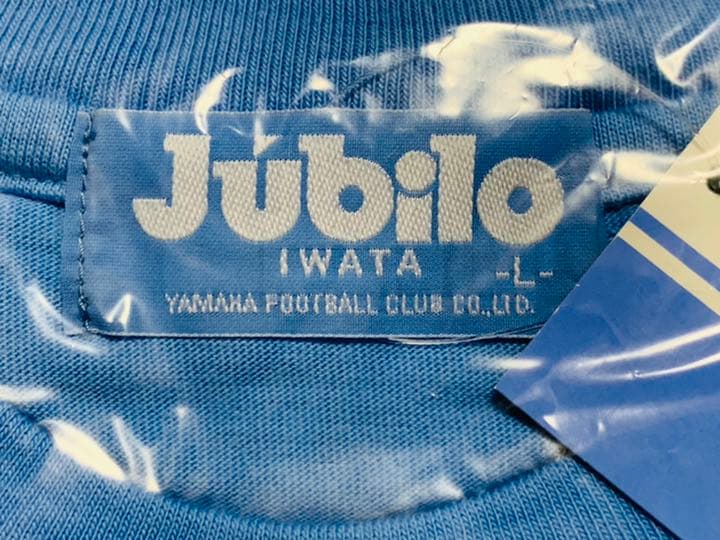 Júbilo
IWATA -L-
YAMAHA FOOTBALL CLUB CO.,LTD.